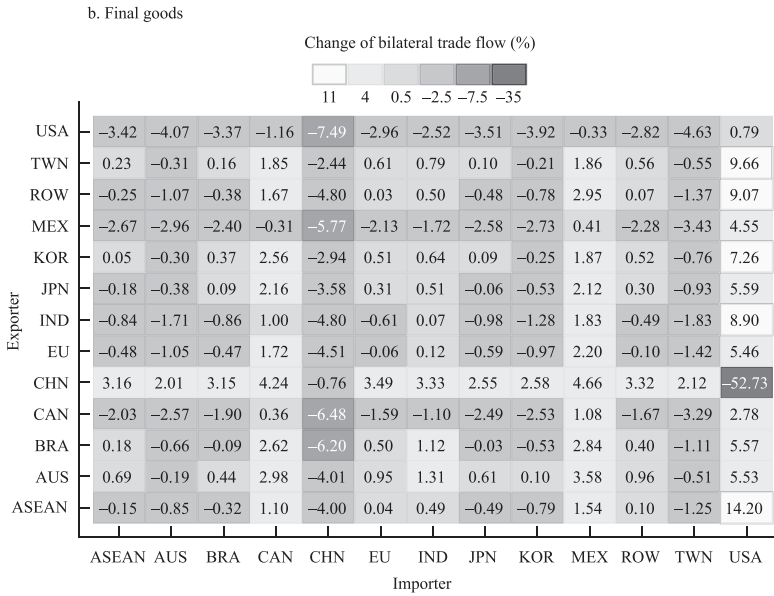 b. Final goods
Change of bilateral trade flow (%)
11 4 0.5 −2.5 −7.5 −35
Exporter
USA −3.42 −4.07 −3.37 −1.16 −7.49 −2.96 −2.52 −3.51 −3.92 −0.33 −2.82 −4.63 0.79
TWN 0.23 −0.31 0.16 1.85 −2.44 0.61 0.79 0.10 −0.21 1.86 0.56 −0.55 9.66
ROW −0.25 −1.07 −0.38 1.67 −4.80 0.03 0.50 −0.48 −0.78 2.95 0.07 −1.37 9.07
MEX −2.67 −2.96 −2.40 −0.31 −5.77 −2.13 −1.72 −2.58 −2.73 0.41 −2.28 −3.43 4.55
KOR 0.05 −0.30 0.37 2.56 −2.94 0.51 0.64 0.09 −0.25 1.87 0.52 −0.76 7.26
JPN −0.18 −0.38 0.09 2.16 −3.58 0.31 0.51 −0.06 −0.53 2.12 0.30 −0.93 5.59
IND −0.84 −1.71 −0.86 1.00 −4.80 −0.61 0.07 −0.98 −1.28 1.83 −0.49 −1.83 8.90
EU −0.48 −1.05 −0.47 1.72 −4.51 −0.06 0.12 −0.59 −0.97 2.20 −0.10 −1.42 5.46
CHN 3.16 2.01 3.15 4.24 −0.76 3.49 3.33 2.55 2.58 4.66 3.32 2.12 −52.73
CAN −2.03 −2.57 −1.90 0.36 −6.48 −1.59 −1.10 −2.49 −2.53 1.08 −1.67 −3.29 2.78
BRA 0.18 −0.66 −0.09 2.62 −6.20 0.50 1.12 −0.03 −0.53 2.84 0.40 −1.11 5.57
AUS 0.69 −0.19 0.44 2.98 −4.01 0.95 1.31 0.61 0.10 3.58 0.96 −0.51 5.53
ASEAN −0.15 −0.85 −0.32 1.10 −4.00 0.04 0.49 −0.49 −0.79 1.54 0.10 −1.25 14.20
ASEAN AUS BRA CAN CHN EU IND JPN KOR MEX ROW TWN USA
Importer